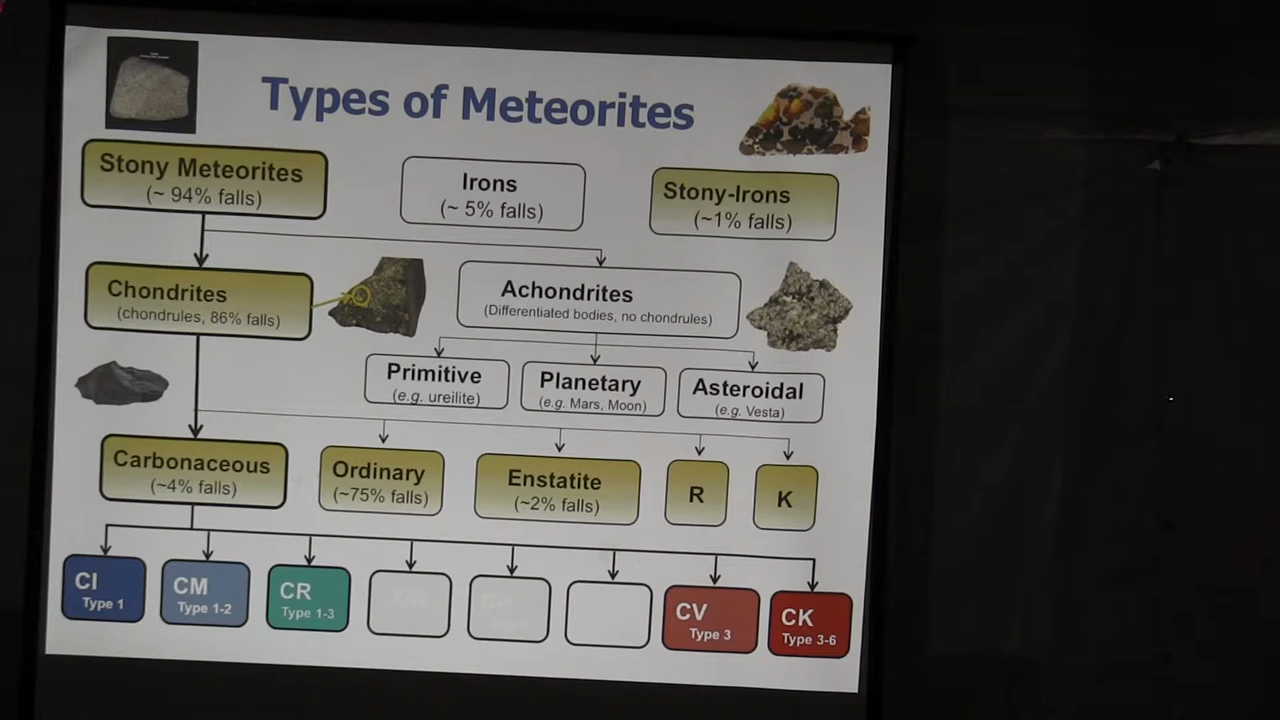 Types of Meteorites
Stony Meteorites
(~ 94% falls)
Irons
(~ 5% falls)
Stony-Irons
(~1% falls)
Chondrites
(chondrules, 86% falls)
Achondrites
(Differentiated bodies, no chondrules)
Primitive
(e.g. ureilite)
Planetary
(e.g. Mars, Moon)
Asteroidal
(e.g. Vesta)
Carbonaceous
(~4% falls)
Ordinary
(~75% falls)
Enstatite
(~2% falls)
R
K
CI
Type 1
CM
Type 1-2
CR
Type 1-3
CV
Type 3
CK
Type 3-6